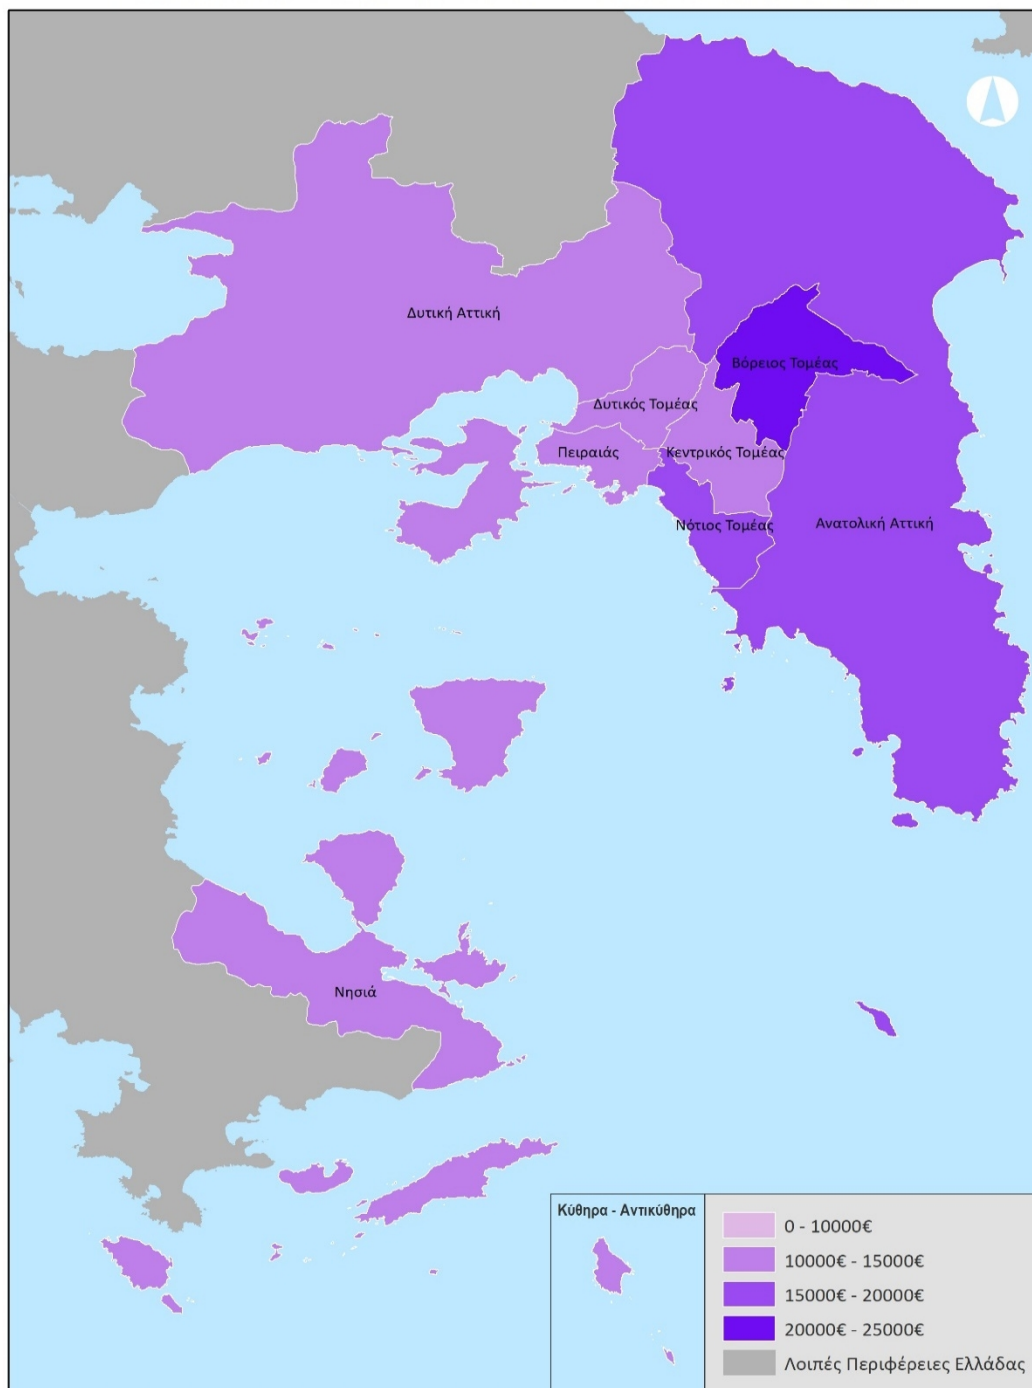 Δυτική Αττική
Βόρειος Τομέας
Δυτικός Τομέας
Πειραιάς
Κεντρικός Τομέας
Νότιος Τομέας
Ανατολική Αττική
Νησιά
Κύθηρα - Αντικύθηρα
0 - 10000€
10000€ - 15000€
15000€ - 20000€
20000€ - 25000€
Λοιπές Περιφέρειες Ελλάδας